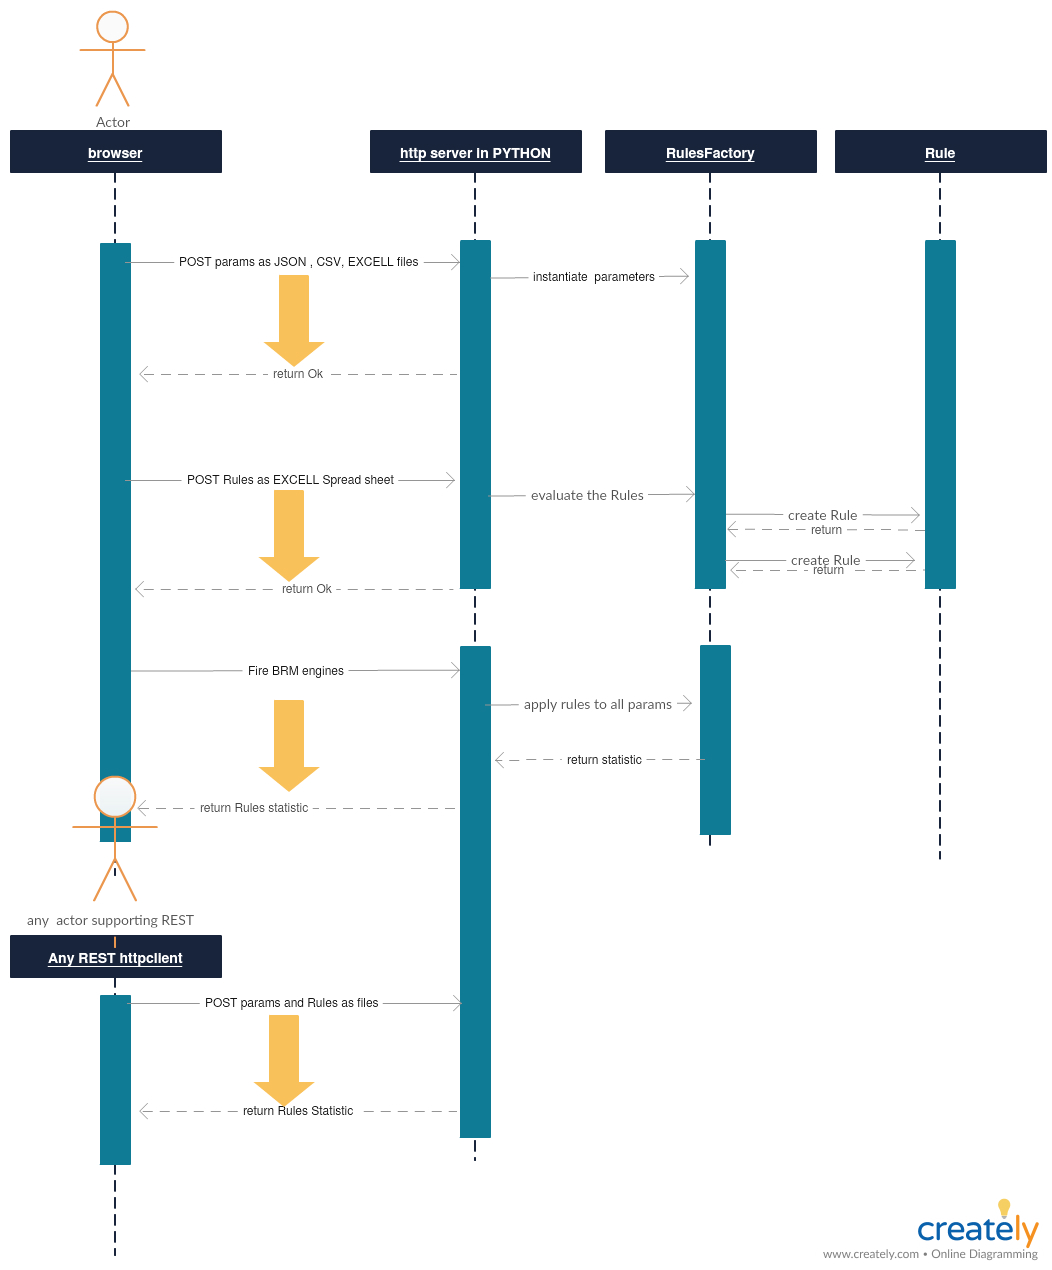 Actor
browser
http server in PYTHON
RulesFactory
Rule
POST params as JSON , CSV, EXCELL files
instantiate  parameters
return Ok
POST Rules as EXCELL Spread sheet
evaluate the Rules
create Rule
return
create Rule
return
return Ok
Fire BRM engines
apply rules to all params
return statistic
return Rules statistic
any  actor supporting REST
Any REST httpclient
POST params and Rules as files
return Rules Statistic
creately
www.creately.com • Online Diagramming